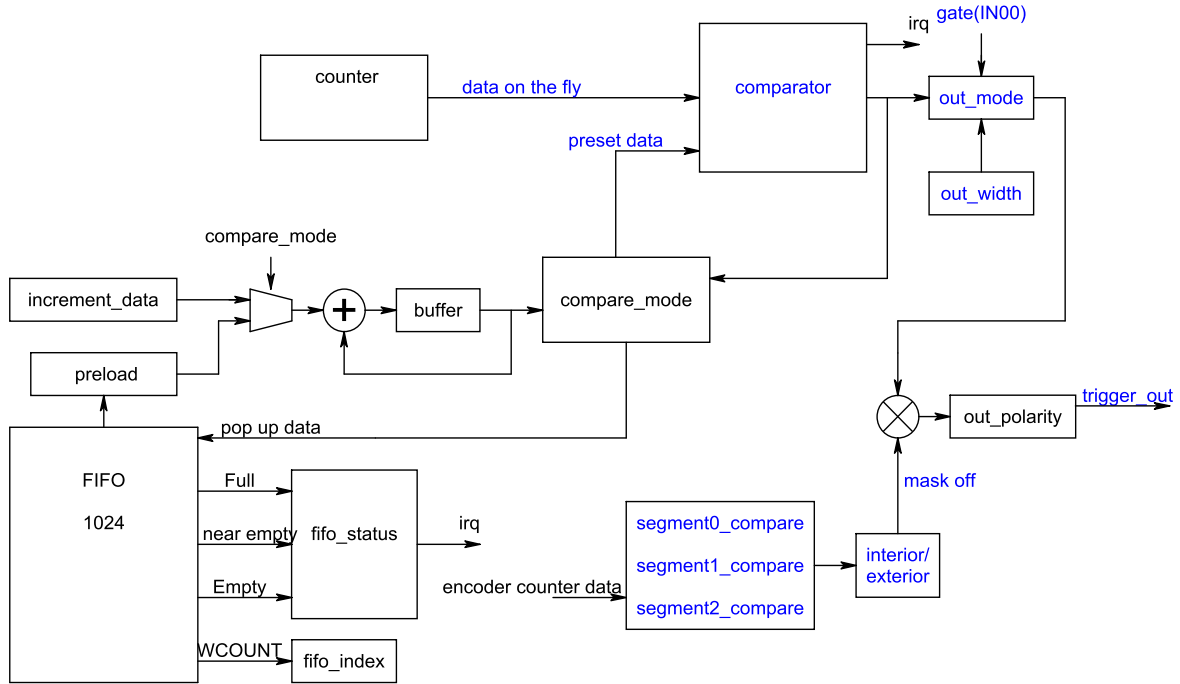 gate(IN00)
irq
counter
data on the fly
comparator
out_mode
preset data
out_width
compare_mode
increment_data
buffer
compare_mode
preload
trigger_out
out_polarity
pop up data
FIFO
1024
Full
mask off
near empty
fifo_status
irq
segment0_compare
interior/
exterior
segment1_compare
Empty
encoder counter data
segment2_compare
WCOUNT
fifo_index